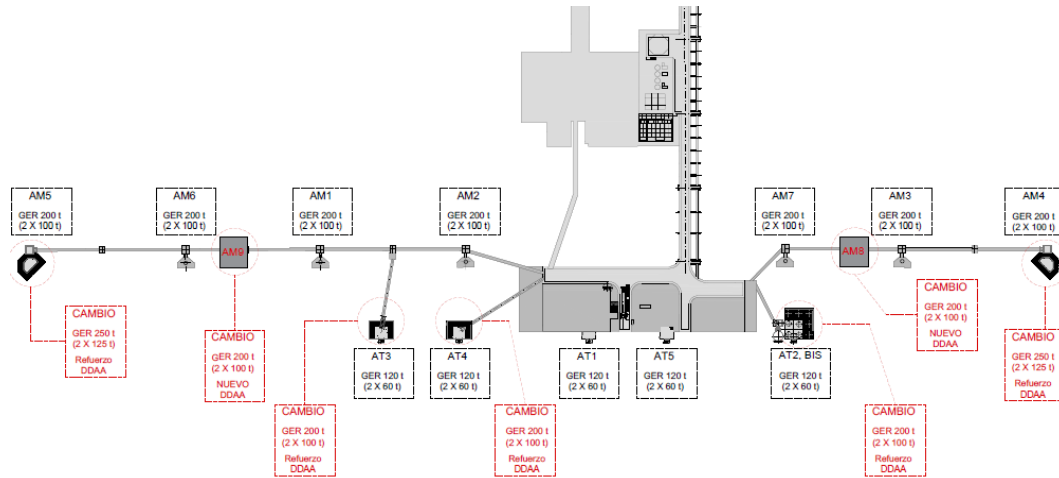 AM5
GER 200 t
(2 X 100 t)
AM6
GER 200 t
(2 X 100 t)
AM1
GER 200 t
(2 X 100 t)
AM2
GER 200 t
(2 X 100 t)
AM7
GER 200 t
(2 X 100 t)
AM3
GER 200 t
(2 X 100 t)
AM4
GER 200 t
(2 X 100 t)
AM9
AM8
CAMBIO
GER 250 t
(2 X 125 t)
Refuerzo
DDAA
CAMBIO
GER 200 t
(2 X 100 t)
NUEVO
DDAA
AT3
GER 120 t
(2 X 60 t)
AT4
GER 120 t
(2 X 60 t)
AT1
GER 120 t
(2 X 60 t)
AT5
GER 120 t
(2 X 60 t)
AT2, BIS
GER 120 t
(2 X 60 t)
CAMBIO
GER 200 t
(2 X 100 t)
NUEVO
DDAA
CAMBIO
GER 250 t
(2 X 125 t)
Refuerzo
DDAA
CAMBIO
GER 200 t
(2 X 100 t)
Refuerzo
DDAA
CAMBIO
GER 200 t
(2 X 100 t)
Refuerzo
DDAA
CAMBIO
GER 200 t
(2 X 100 t)
Refuerzo
DDAA